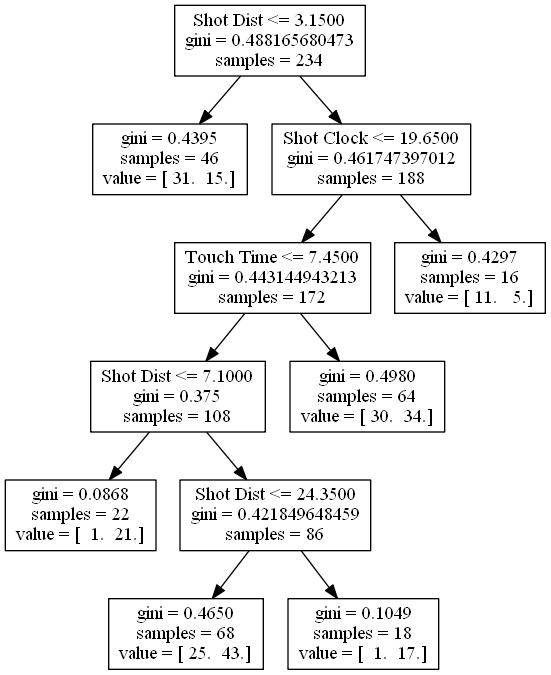 Shot Dist <= 3.1500
gini = 0.488165680473
samples = 234
gini = 0.4395
samples = 46
value = [ 31. 15.]
Shot Clock <= 19.6500
gini = 0.461747397012
samples = 188
Touch Time <= 7.4500
gini = 0.443144943213
samples = 172
gini = 0.4297
samples = 16
value = [ 11. 5.]
Shot Dist <= 7.1000
gini = 0.375
samples = 108
gini = 0.4980
samples = 64
value = [ 30. 34.]
gini = 0.0868
samples = 22
value = [ 1. 21.]
Shot Dist <= 24.3500
gini = 0.421849648459
samples = 86
gini = 0.4650
samples = 68
value = [ 25. 43.]
gini = 0.1049
samples = 18
value = [ 1. 17.]